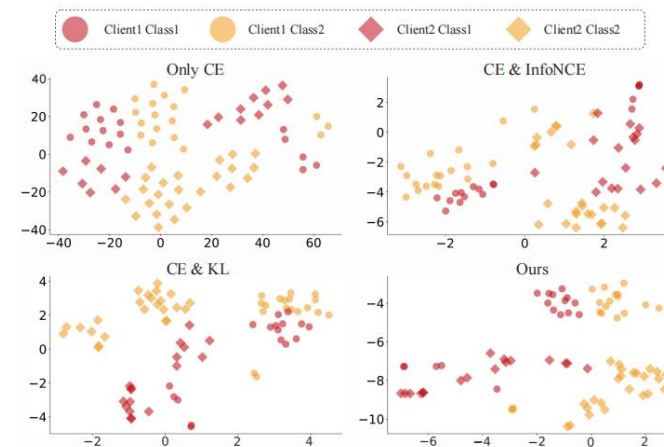 Client1 Class1 Client1 Class2 Client2 Class1 Client2 Class2
Only CE
40
20
0
−20
−40
−40 −20 0 20 40 60
CE & InfoNCE
2
0
−2
−4
−6
−2 0 2
CE & KL
4
2
0
−2
−4
−2 0 2 4
Ours
−4
−6
−8
−10
−6 −4 −2 0 2